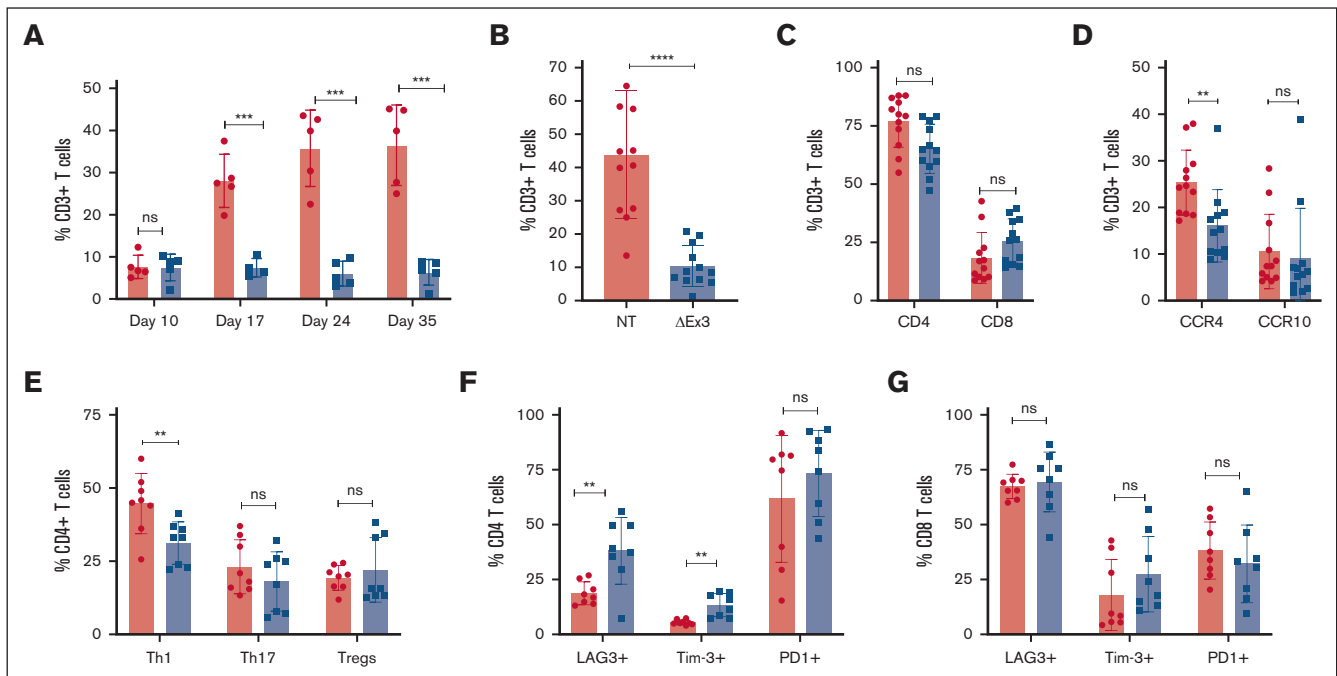 A
% CD3+ T cells
50
40
30
20
10
0
ns
***
***
***
Day 10 Day 17 Day 24 Day 35
B
% CD3+ T cells
70
60
50
40
30
20
10
0
****
NT ΔEx3
C
% CD3+ T cells
100
75
50
25
0
ns
ns
CD4 CD8
D
% CD3+ T cells
50
40
30
20
10
0
**
ns
CCR4 CCR10
E
% CD4+ T cells
75
50
25
0
**
ns
ns
Th1 Th17 Tregs
F
% CD4 T cells
100
75
50
25
0
**
**
ns
LAG3+ Tim-3+ PD1+
G
% CD8 T cells
100
75
50
25
0
ns
ns
ns
LAG3+ Tim-3+ PD1+